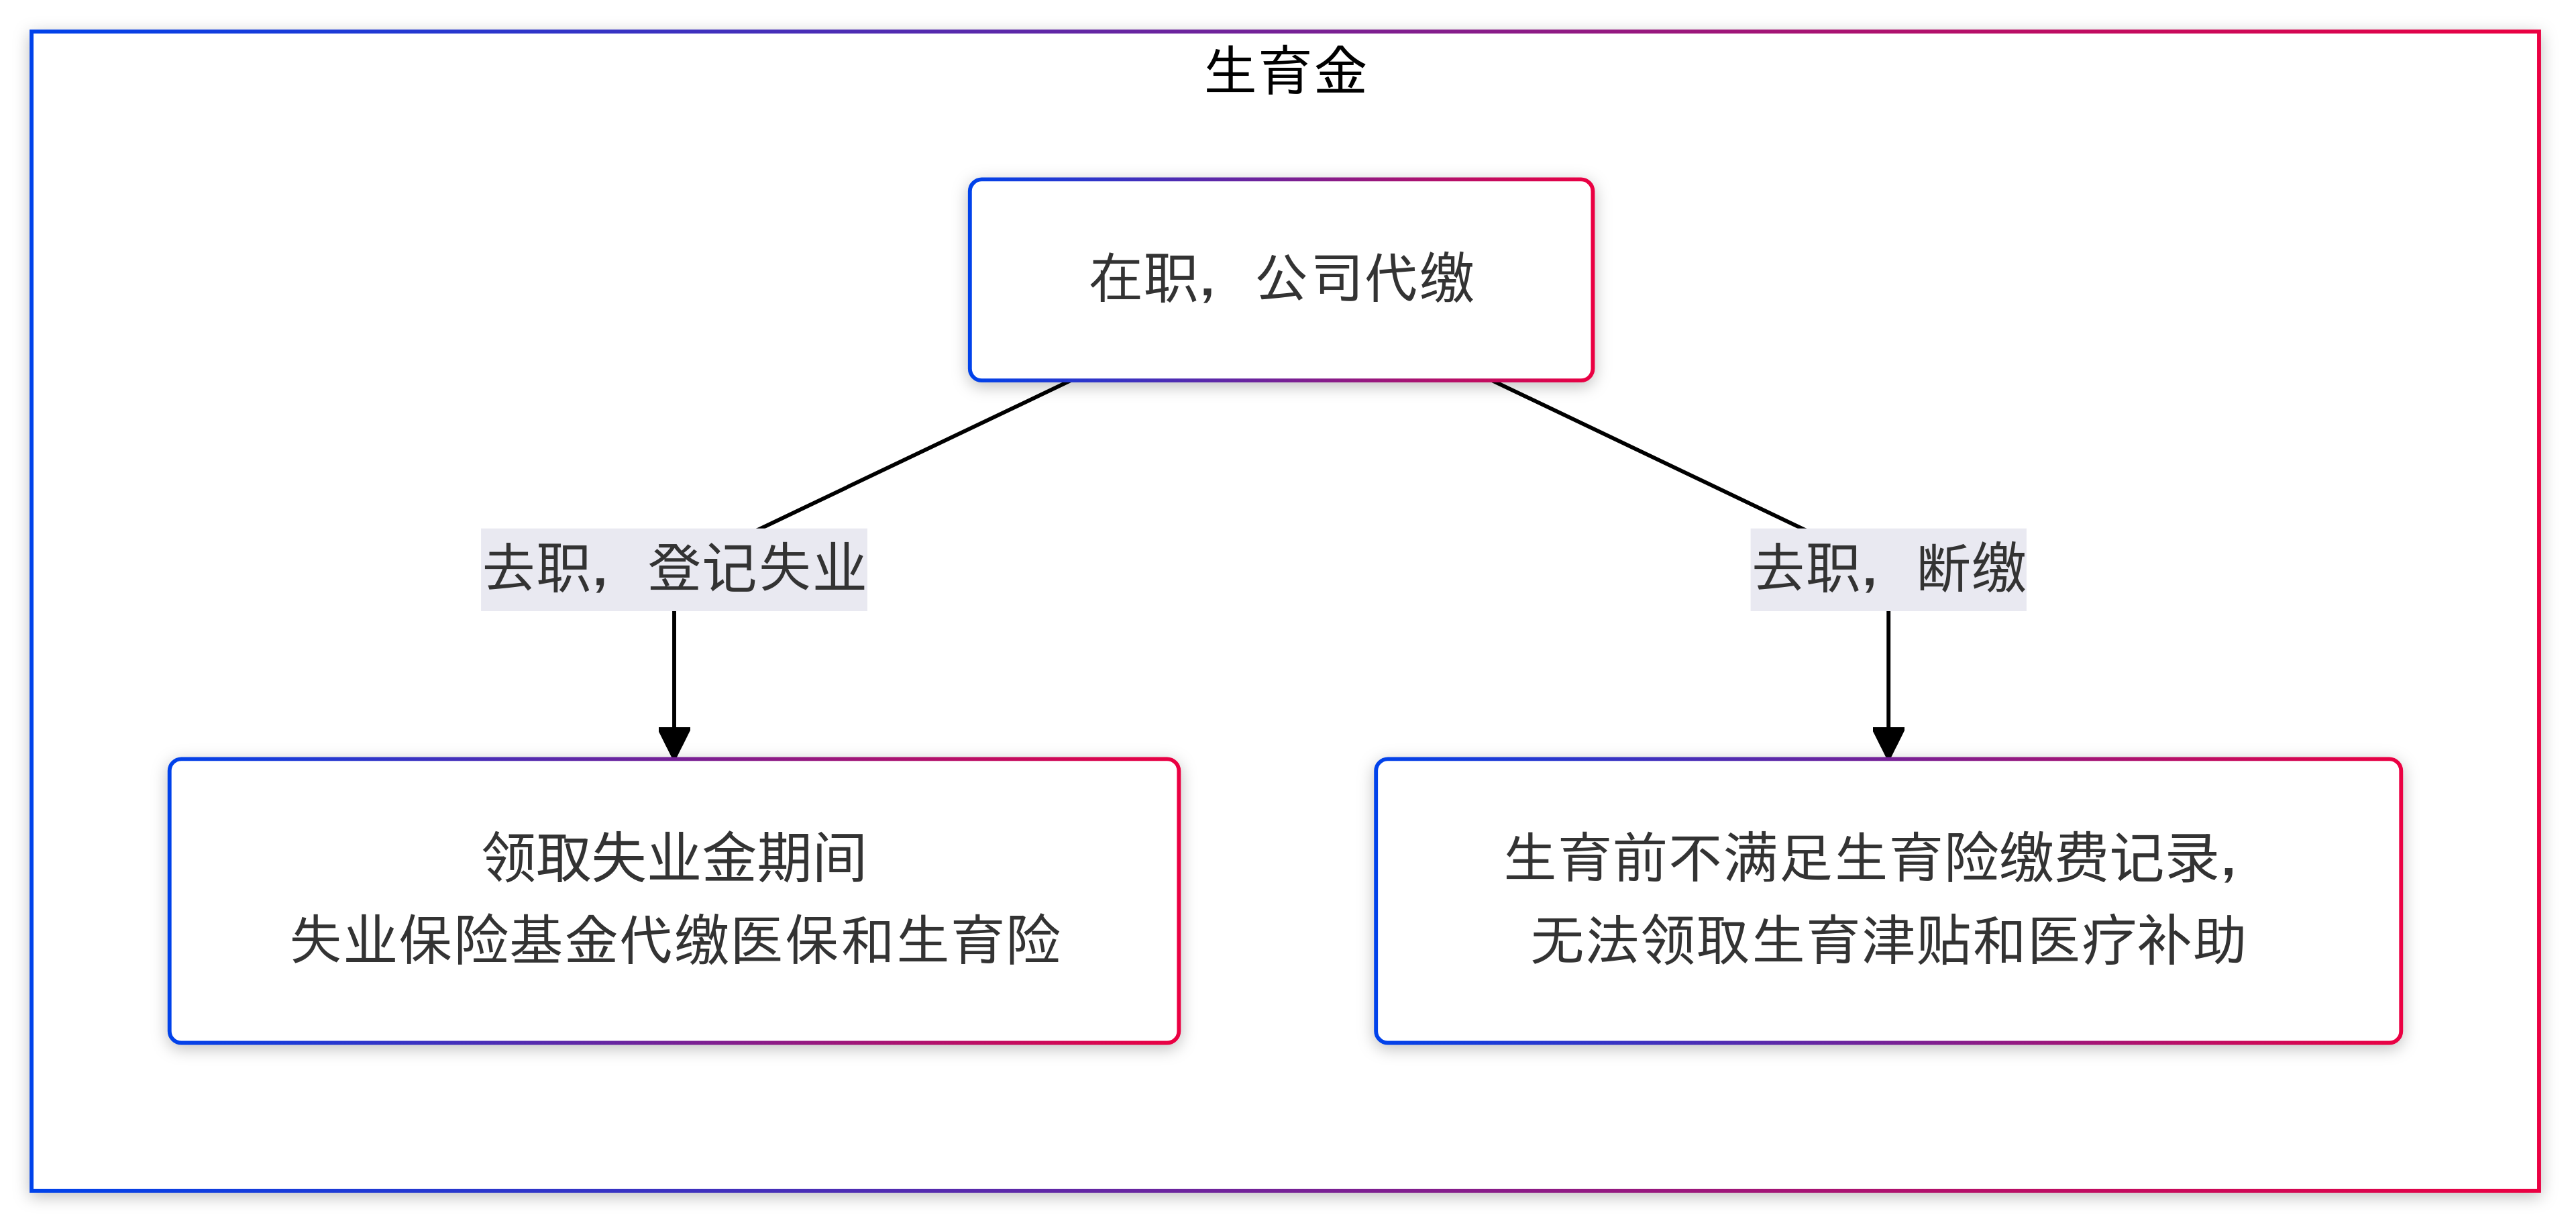 生育金
在职，公司代缴
去职，登记失业
去职，断缴
领取失业金期间
失业保险基金代缴医保和生育险
生育前不满足生育险缴费记录，
无法领取生育津贴和医疗补助